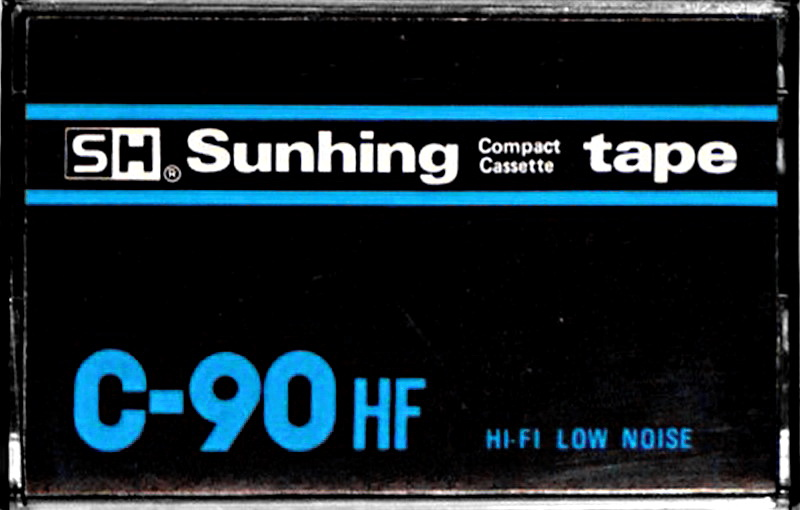 SH® Sunhing Compact Cassette tape
C-90 HF HI-FI LOW NOISE